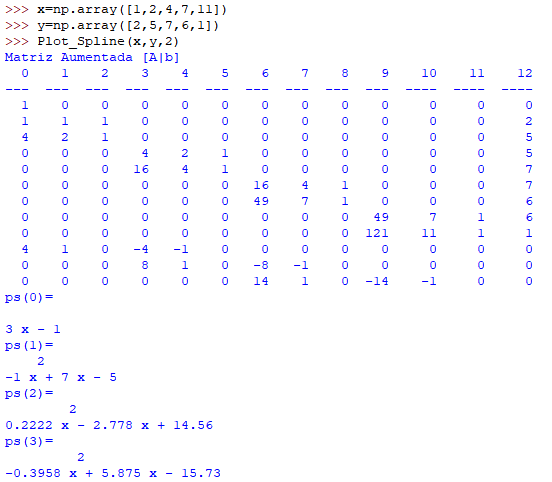 >>> x=np.array([1,2,4,7,11])
>>> y=np.array([2,5,7,6,1])
>>> Plot_Spline(x,y,2)
Matriz Aumentada [A|b]
  0    1    2    3    4    5    6    7    8    9   10   11   12
---  ---  ---  ---  ---  ---  ---  ---  ---  ---  ----  ----  ----
  1    0    0    0    0    0    0    0    0    0    0    0    0
  1    1    1    0    0    0    0    0    0    0    0    0    2
  4    2    1    0    0    0    0    0    0    0    0    0    5
  0    0    0    4    2    1    0    0    0    0    0    0    5
  0    0    0   16    4    1    0    0    0    0    0    0    7
  0    0    0    0    0    0   16    4    1    0    0    0    7
  0    0    0    0    0    0   49    7    1    0    0    0    6
  0    0    0    0    0    0    0    0    0   49    7    1    6
  0    0    0    0    0    0    0    0    0  121   11    1    1
  4    1    0   -4   -1    0    0    0    0    0    0    0    0
  0    0    0    8    1    0   -8   -1    0    0    0    0    0
  0    0    0    0    0    0   14    1    0  -14   -1    0    0
ps(0)=
3 x - 1
ps(1)=
    2
-1 x + 7 x - 5
ps(2)=
        2
0.2222 x - 2.778 x + 14.56
ps(3)=
         2
-0.3958 x + 5.875 x - 15.73